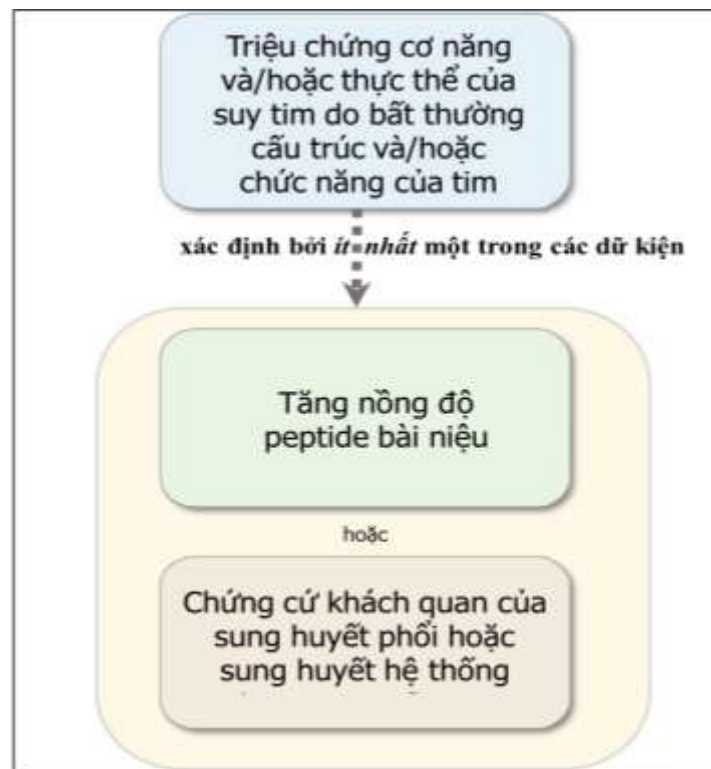 Triệu chứng cơ năng
và/hoặc thực thể của
suy tim do bất thường
cấu trúc và/hoặc
chức năng của tim
xác định bởi ít nhất một trong các dữ kiện
Tăng nồng độ
peptide bài niệu
hoặc
Chứng cứ khách quan của
sung huyết phổi hoặc
sung huyết hệ thống